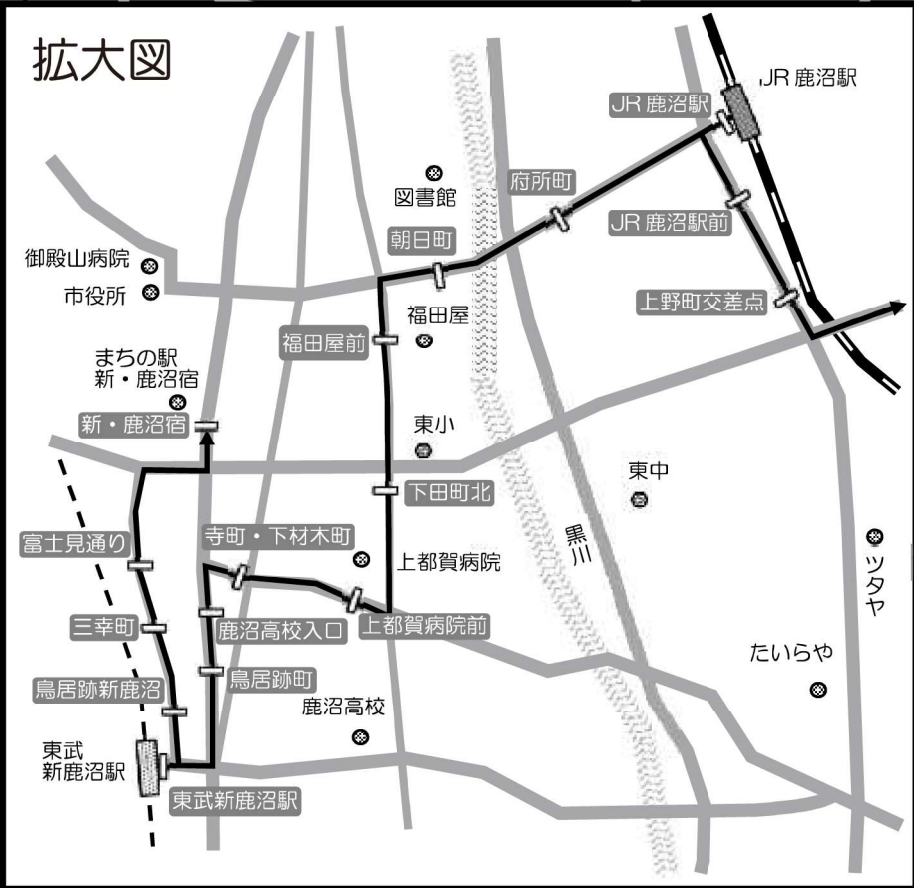 拡大図
JR 鹿沼駅
JR 鹿沼駅
図書館
府所町
朝日町
JR 鹿沼駅前
御殿山病院
市役所
上野町交差点
福田屋
福田屋前
まちの駅
新・鹿沼宿
新・鹿沼宿
東小
東中
下田町北
富士見通り
寺町・下材木町
黒川
上都賀病院
ツタヤ
三幸町
鹿沼高校入口
上都賀病院前
たいらや
鳥居跡新鹿沼
鳥居跡町
鹿沼高校
東武
新鹿沼駅
東武新鹿沼駅